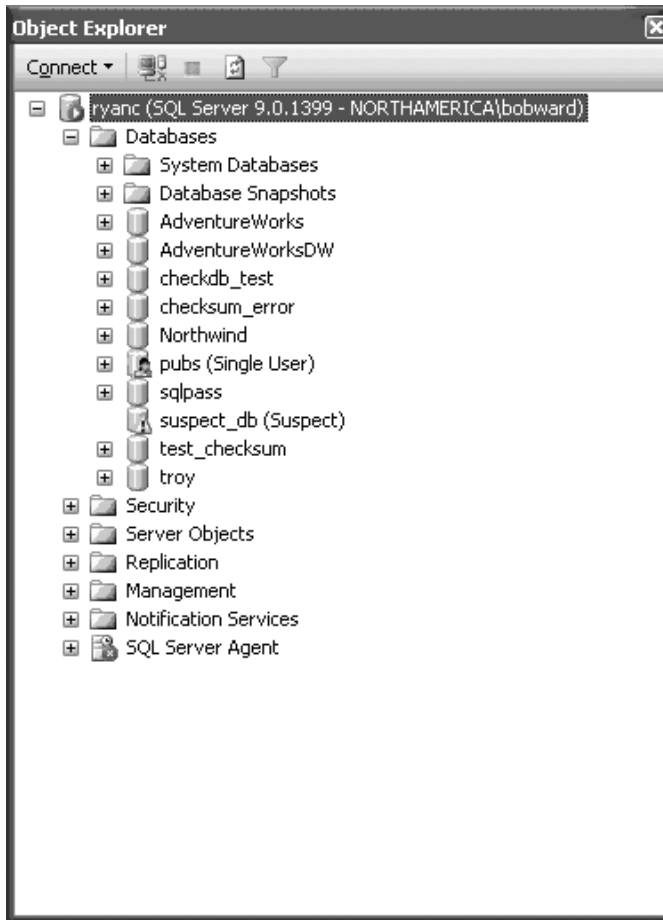 Object Explorer
Connect
ryanc (SQL Server 9.0.1399 - NORTHAMERICA\bobward)
Databases
System Databases
Database Snapshots
AdventureWorks
AdventureWorksDW
checkdb_test
checksum_error
Northwind
pubs (Single User)
sqlpass
suspect_db (Suspect)
test_checksum
troy
Security
Server Objects
Replication
Management
Notification Services
SQL Server Agent